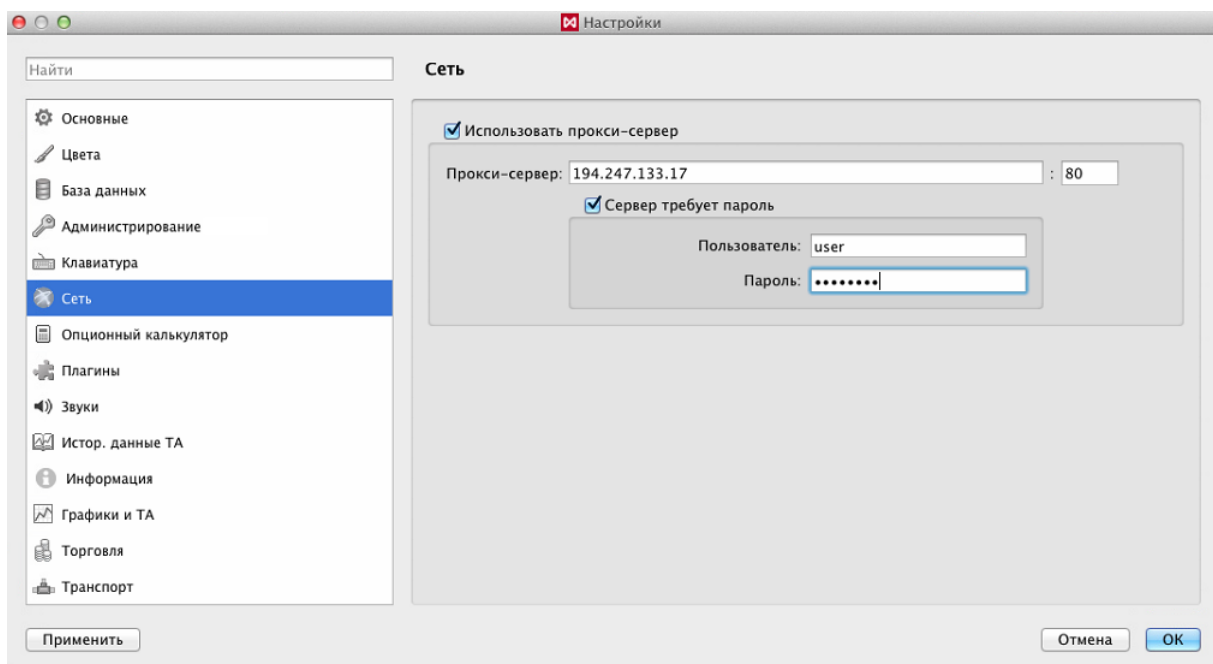 Настройки
Найти
Основные
Цвета
База данных
Администрирование
Клавиатура
Сеть
Опционный калькулятор
Плагины
Звуки
Истор. данные ТА
Информация
Графики и ТА
Торговля
Транспорт
Сеть
Использовать прокси-сервер
Прокси-сервер: 194.247.133.17 : 80
Сервер требует пароль
Пользователь: user
Пароль: ••••••••
Применить
Отмена
ОК